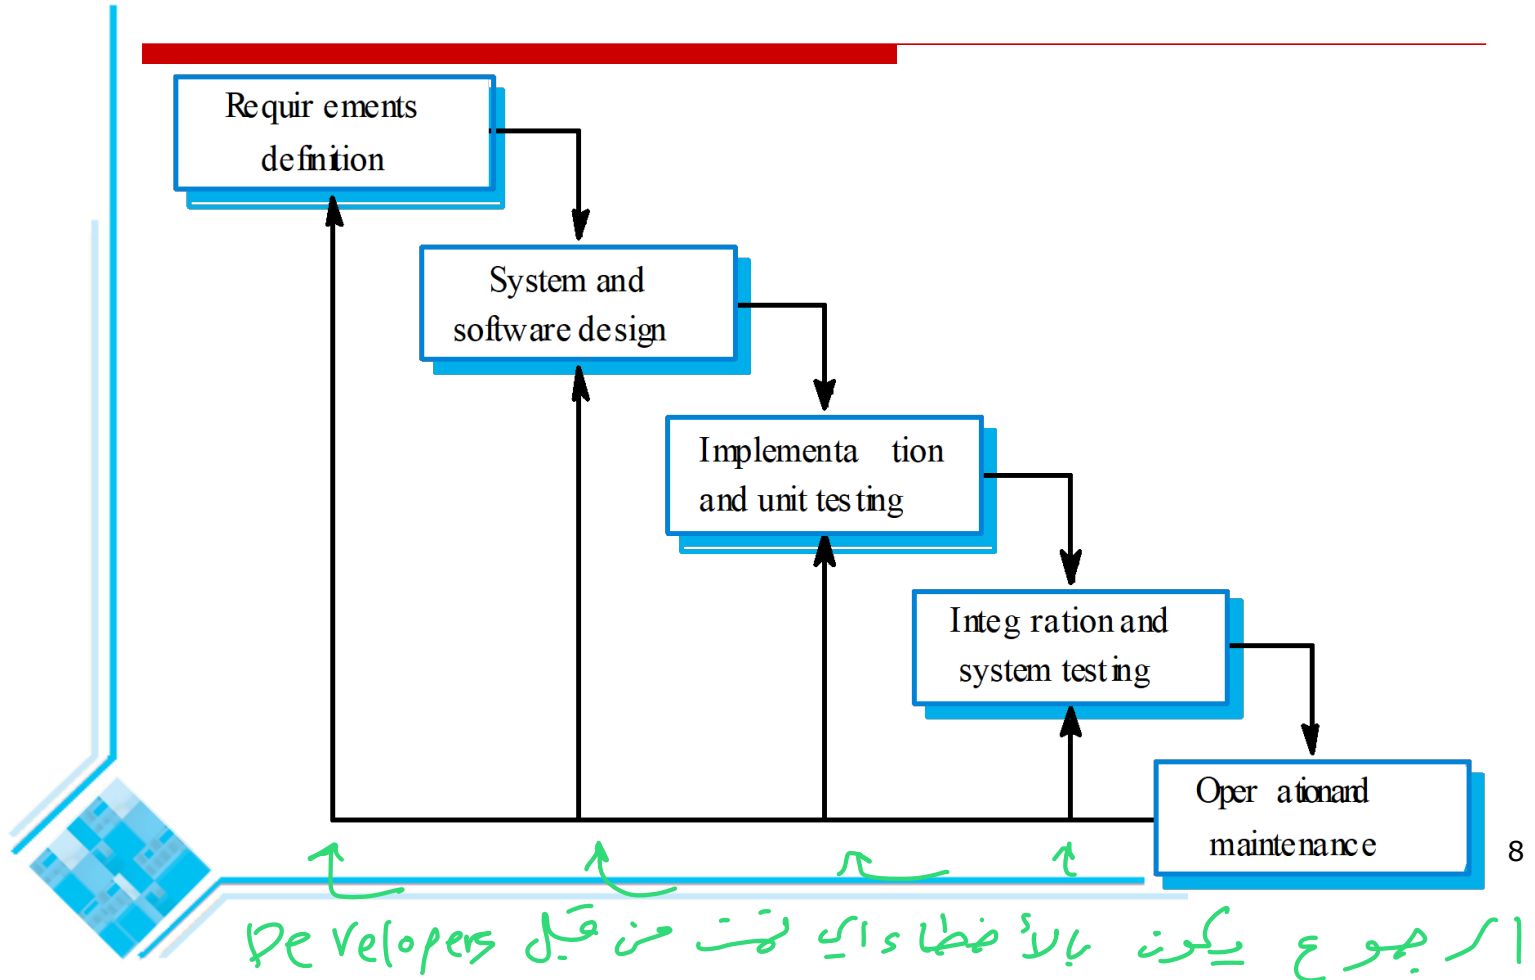 Requirements
definition
System and
software design
Implementation
and unit testing
Integration and
system testing
Operation and
maintenance
8
الرجوع يكون بالأخطاء الي تمت من قبل Developers